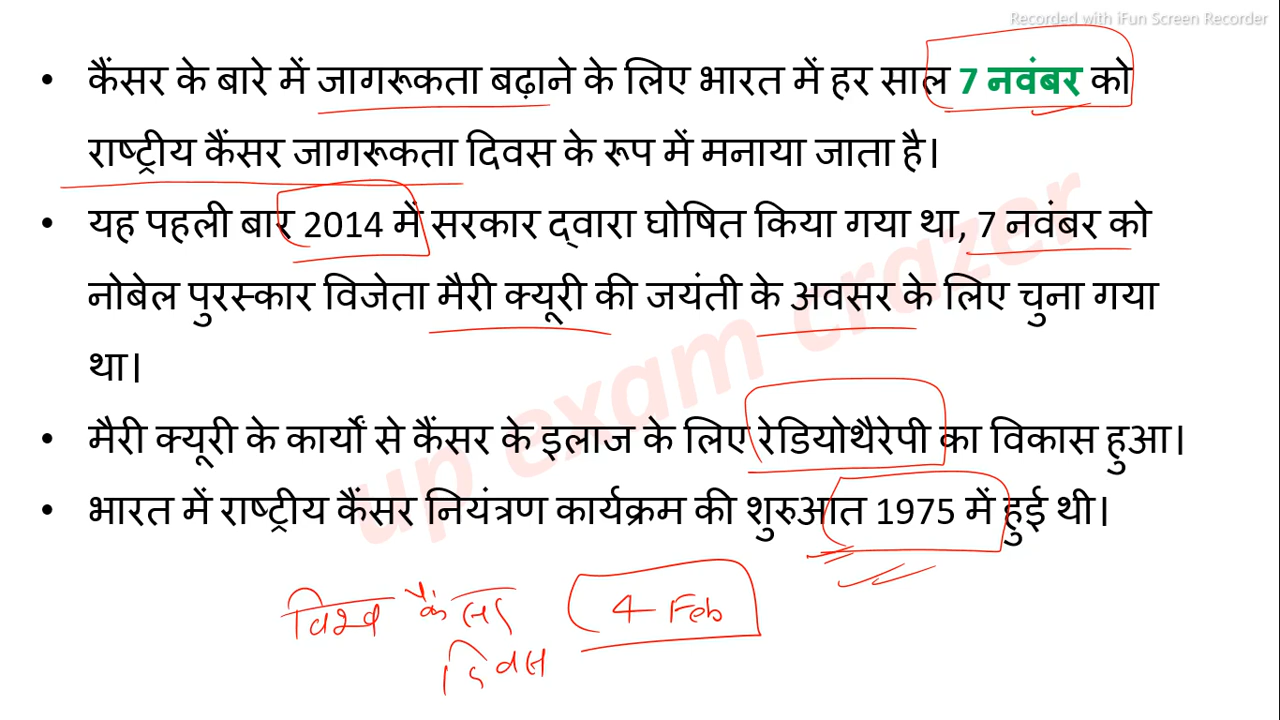 Recorded with iFun Screen Recorder
• कैंसर के बारे में जागरूकता बढ़ाने के लिए भारत में हर साल 7 नवंबर को
राष्ट्रीय कैंसर जागरूकता दिवस के रूप में मनाया जाता है।
• यह पहली बार 2014 में सरकार द्वारा घोषित किया गया था, 7 नवंबर को
नोबेल पुरस्कार विजेता मैरी क्यूरी की जयंती के अवसर के लिए चुना गया
था।
• मैरी क्यूरी के कार्यों से कैंसर के इलाज के लिए रेडियोथैरेपी का विकास हुआ।
• भारत में राष्ट्रीय कैंसर नियंत्रण कार्यक्रम की शुरुआत 1975 में हुई थी।
up exam crazer
विश्व कैंसर 4 Feb
दिवस